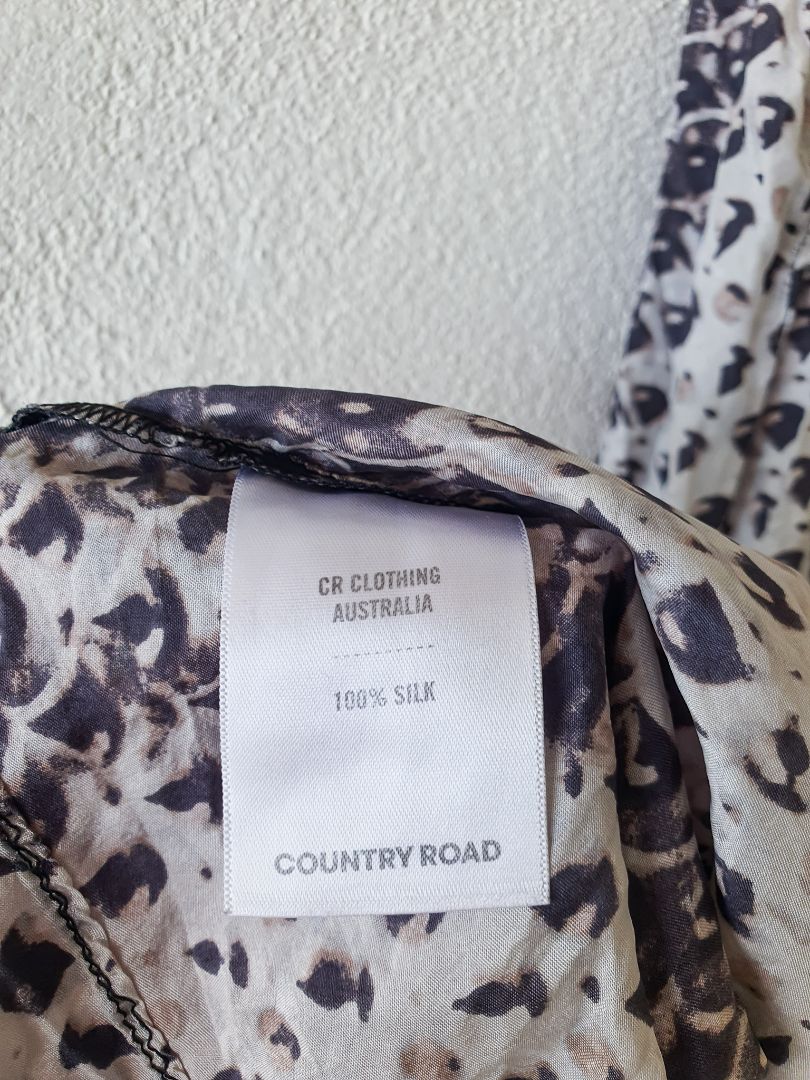 CR CLOTHING
AUSTRALIA
100% SILK
COUNTRY ROAD